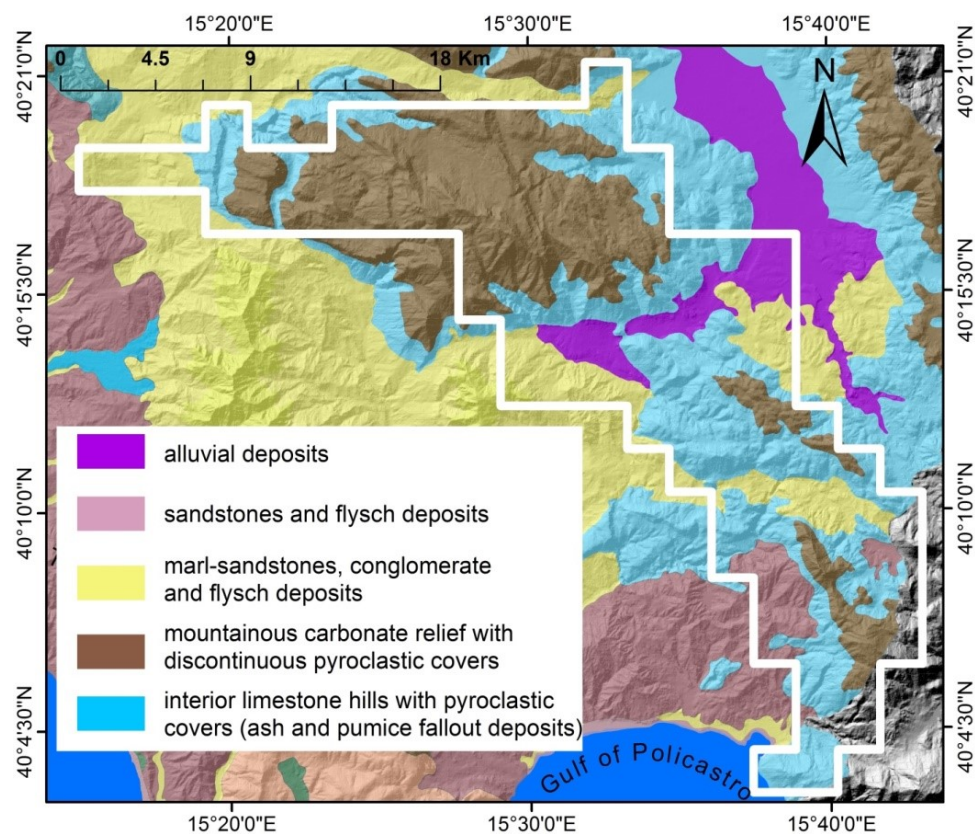 15°20'0"E 15°30'0"E 15°40'0"E
0 4.5 9 18 Km
N
40°21'0"N 40°21'0"N
40°15'30"N 40°15'30"N
40°10'0"N 40°10'0"N
40°4'30"N 40°4'30"N
alluvial deposits
sandstones and flysch deposits
marl-sandstones, conglomerate
and flysch deposits
mountainous carbonate relief with
discontinuous pyroclastic covers
interior limestone hills with pyroclastic
covers (ash and pumice fallout deposits)
Gulf of Policastro
15°20'0"E 15°30'0"E 15°40'0"E